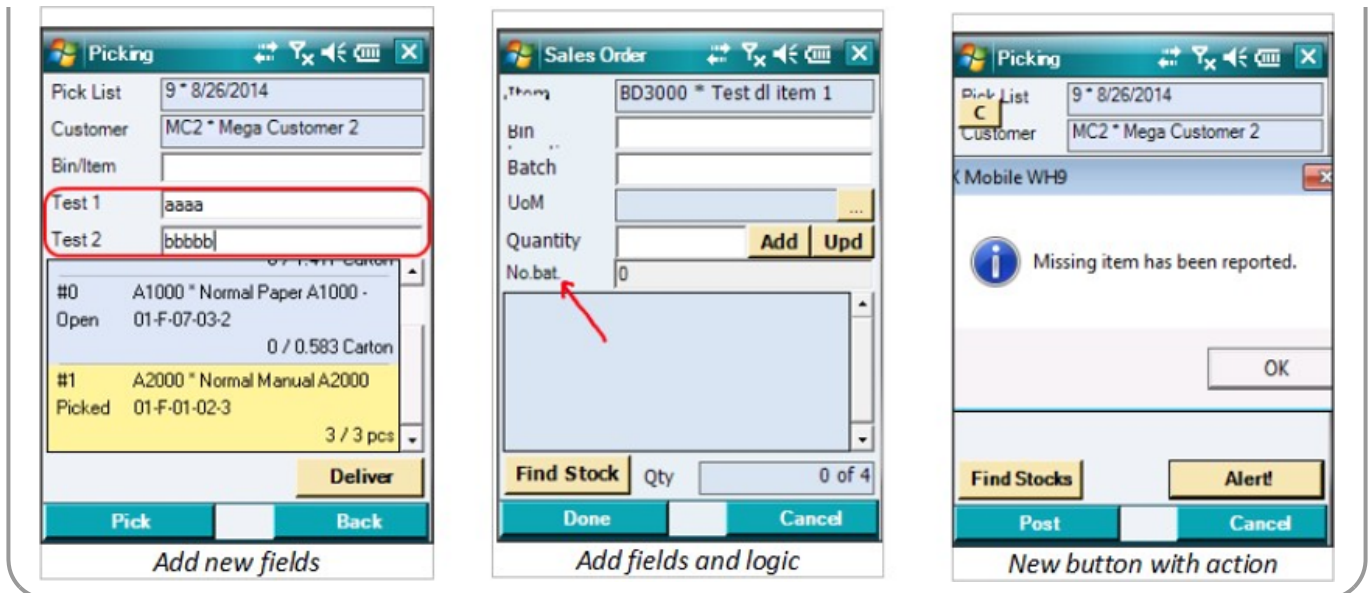 Picking
Pick List 9 * 8/26/2014
Customer MC2 * Mega Customer 2
Bin/Item
Test 1 aaaa
Test 2 bbbbb
0 / 1.411 Carton
#0 A1000 * Normal Paper A1000 -
Open 01-F-07-03-2
0 / 0.583 Carton
#1 A2000 * Normal Manual A2000
Picked 01-F-01-02-3
3 / 3 pcs
Deliver
Pick Back
Add new fields
Sales Order
Item BD3000 * Test dl item 1
Bin
Batch
UoM ...
Quantity Add Upd
No.bat. 0
Find Stock Qty 0 of 4
Done Cancel
Add fields and logic
Picking
Pick List 9 * 8/26/2014
C
Customer MC2 * Mega Customer 2
X Mobile WH9
Missing item has been reported.
OK
Find Stocks Alert!
Post Cancel
New button with action